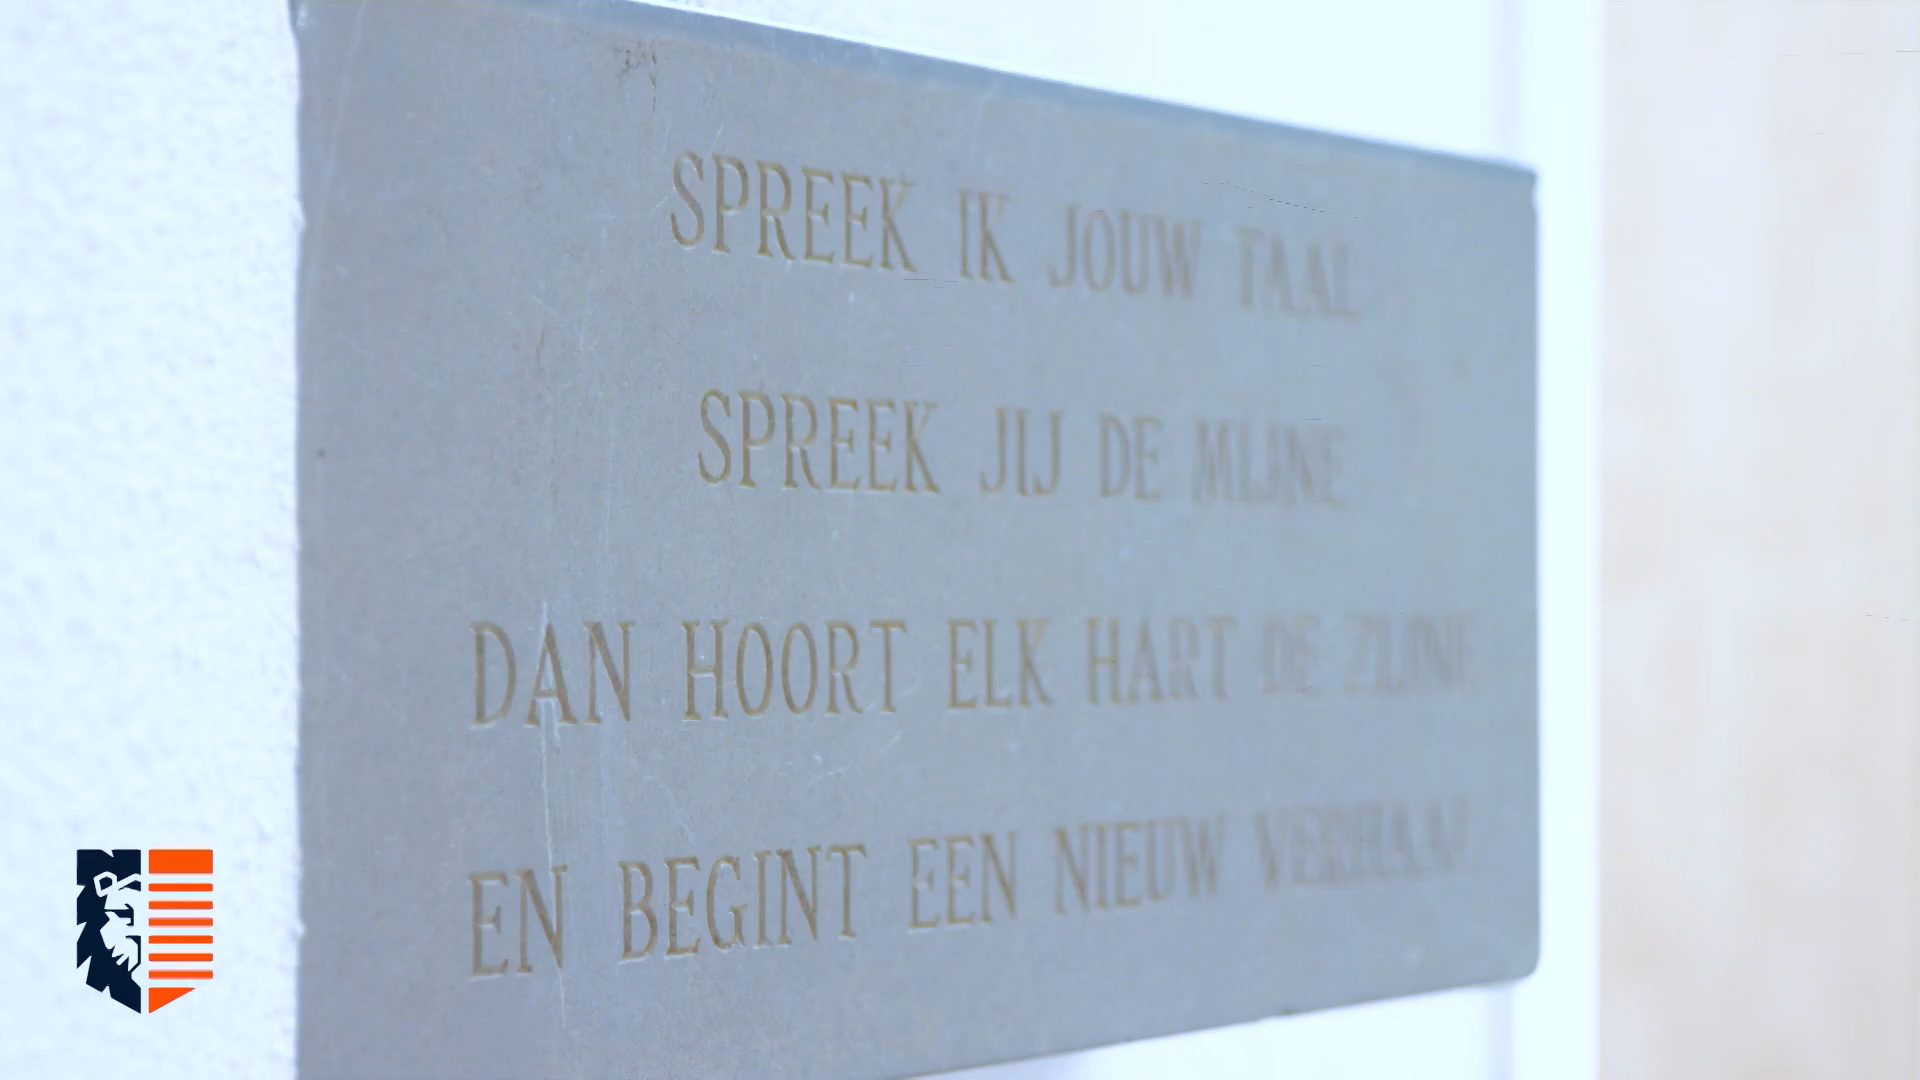 SPREEK IK JOUW TAAL
SPREEK JIJ DE MIJNE
DAN HOORT ELK HART DE ZIJNE
EN BEGINT EEN NIEUW VERHAAL